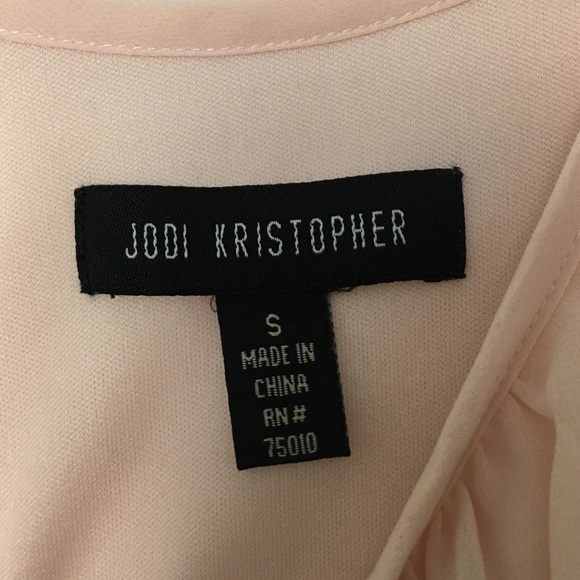 JODI KRISTOPHER
S
MADE IN
CHINA
RN#
75010